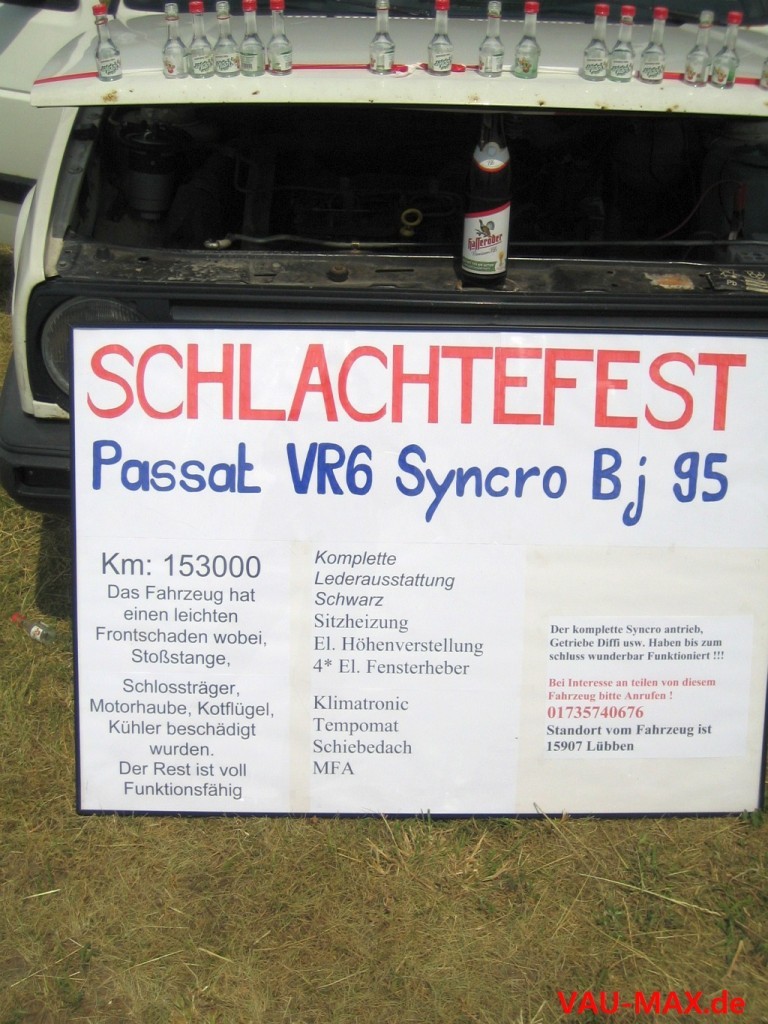 Hasseröder
SCHLACHTEFEST
Passat VR6 Syncro Bj 95
Km: 153000
Das Fahrzeug hat
einen leichten
Frontschaden wobei,
Stoßstange,
Schlossträger,
Motorhaube, Kotflügel,
Kühler beschädigt
wurden.
Der Rest ist voll
Funktionsfähig
Komplette
Lederausstattung
Schwarz
Sitzheizung
El. Höhenverstellung
4* El. Fensterheber
Klimatronic
Tempomat
Schiebedach
MFA
Der komplette Syncro antrieb,
Getriebe Diffi usw. Haben bis zum
schluss wunderbar Funktioniert !!!
Bei Interesse an teilen von diesem
Fahrzeug bitte Anrufen !
01735740676
Standort vom Fahrzeug ist
15907 Lübben
VAU-MAX.de